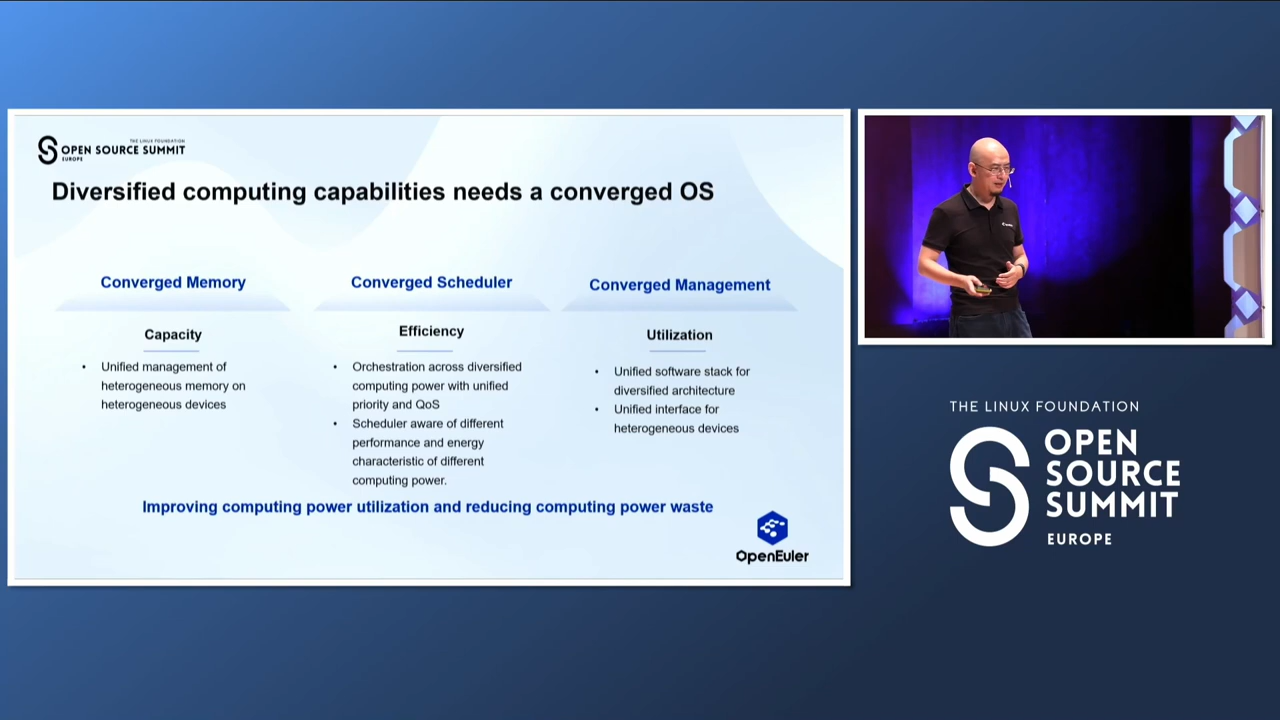 THE LINUX FOUNDATION
OPEN SOURCE SUMMIT
EUROPE
Diversified computing capabilities needs a converged OS
Converged Memory
Capacity
• Unified management of
heterogeneous memory on
heterogeneous devices
Converged Scheduler
Efficiency
• Orchestration across diversified
computing power with unified
priority and QoS
• Scheduler aware of different
performance and energy
characteristic of different
computing power.
Converged Management
Utilization
• Unified software stack for
diversified architecture
• Unified interface for
heterogeneous devices
Improving computing power utilization and reducing computing power waste
OpenEuler
THE LINUX FOUNDATION
OPEN
SOURCE
SUMMIT
EUROPE